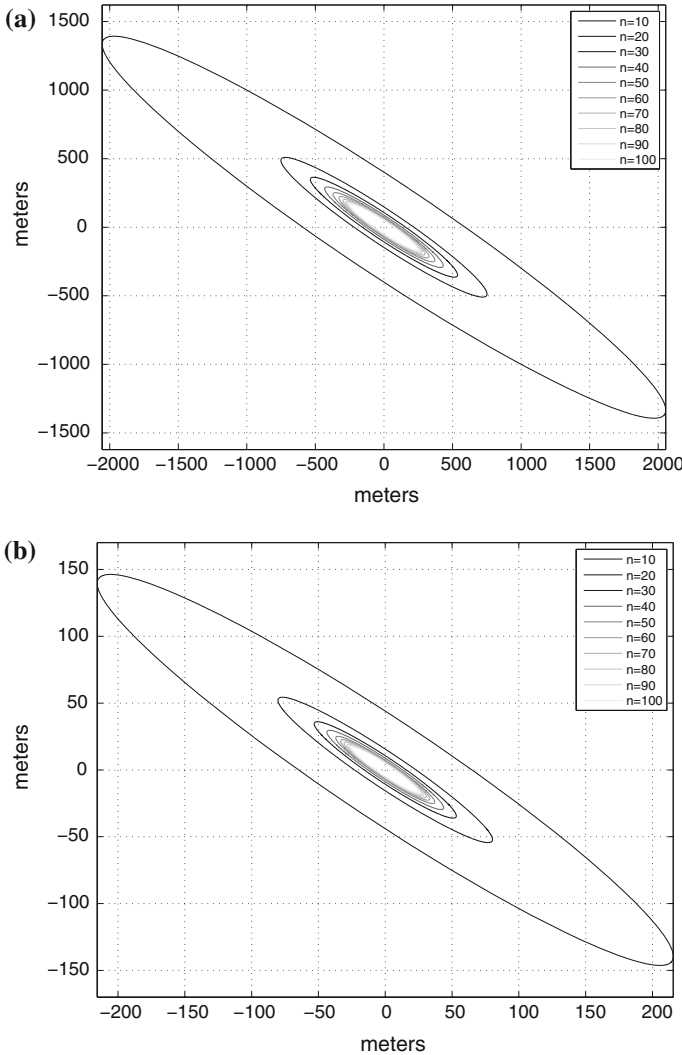 (a)
1500
1000
500
0
−500
−1000
−1500
meters
−2000 −1500 −1000 −500 0 500 1000 1500 2000
meters
n=10
n=20
n=30
n=40
n=50
n=60
n=70
n=80
n=90
n=100
(b)
150
100
50
0
−50
−100
−150
meters
−200 −150 −100 −50 0 50 100 150 200
meters
n=10
n=20
n=30
n=40
n=50
n=60
n=70
n=80
n=90
n=100